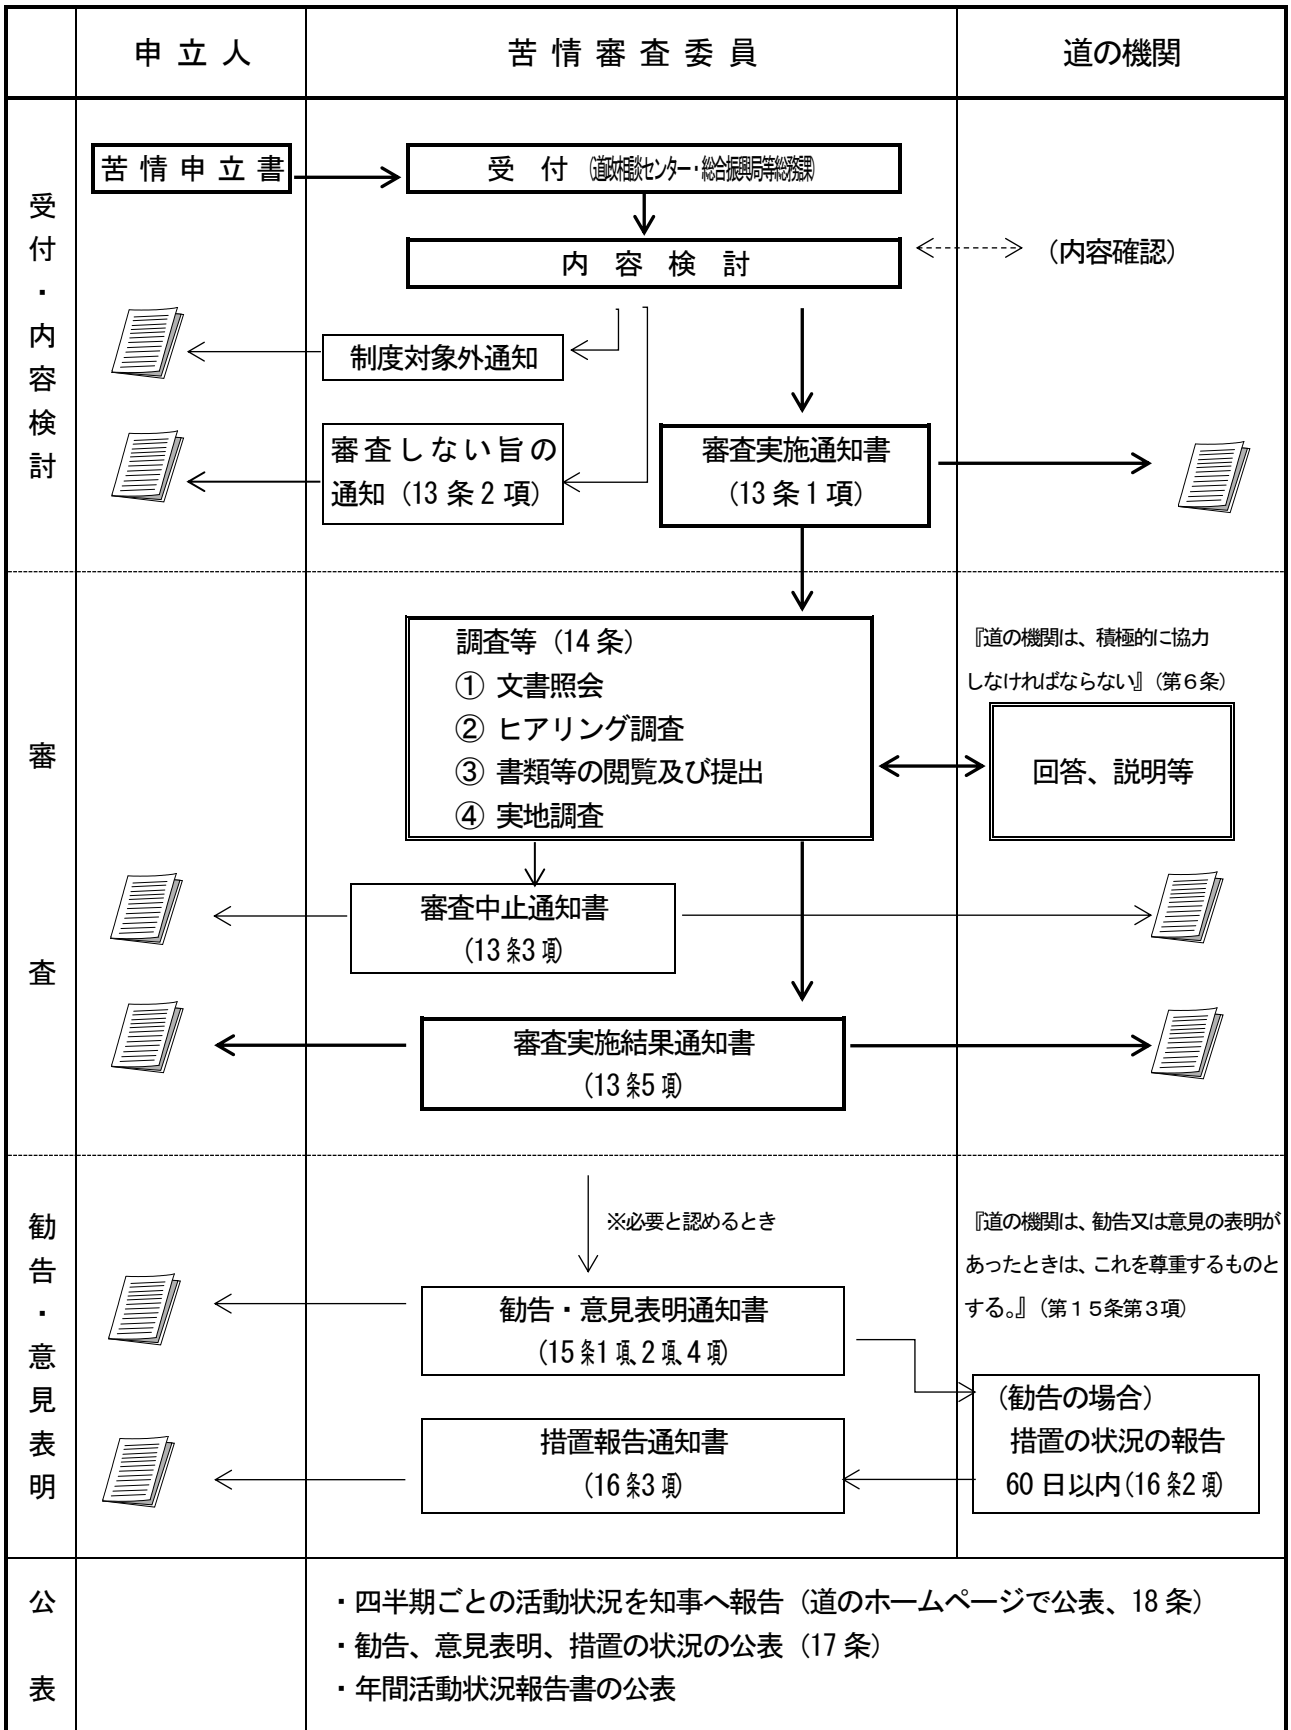 申立人
苦情審査委員
道の機関
受付・内容検討
苦情申立書
受付（道政相談センター・総合振興局等総務課）
内容検討
（内容確認）
制度対象外通知
審査しない旨の
通知（13条2項）
審査実施通知書
（13条1項）
審査
調査等（14条）
① 文書照会
② ヒアリング調査
③ 書類等の閲覧及び提出
④ 実地調査
『道の機関は、積極的に協力
しなければならない』（第６条）
回答、説明等
審査中止通知書
（13条3項）
審査実施結果通知書
（13条5項）
勧告・意見表明
※必要と認めるとき
『道の機関は、勧告又は意見の表明が
あったときは、これを尊重するものと
する。』（第１５条第３項）
勧告・意見表明通知書
（15条1項、2項、4項）
（勧告の場合）
措置の状況の報告
60日以内（16条2項）
措置報告通知書
（16条3項）
公表
・四半期ごとの活動状況を知事へ報告（道のホームページで公表、18条）
・勧告、意見表明、措置の状況の公表（17条）
・年間活動状況報告書の公表